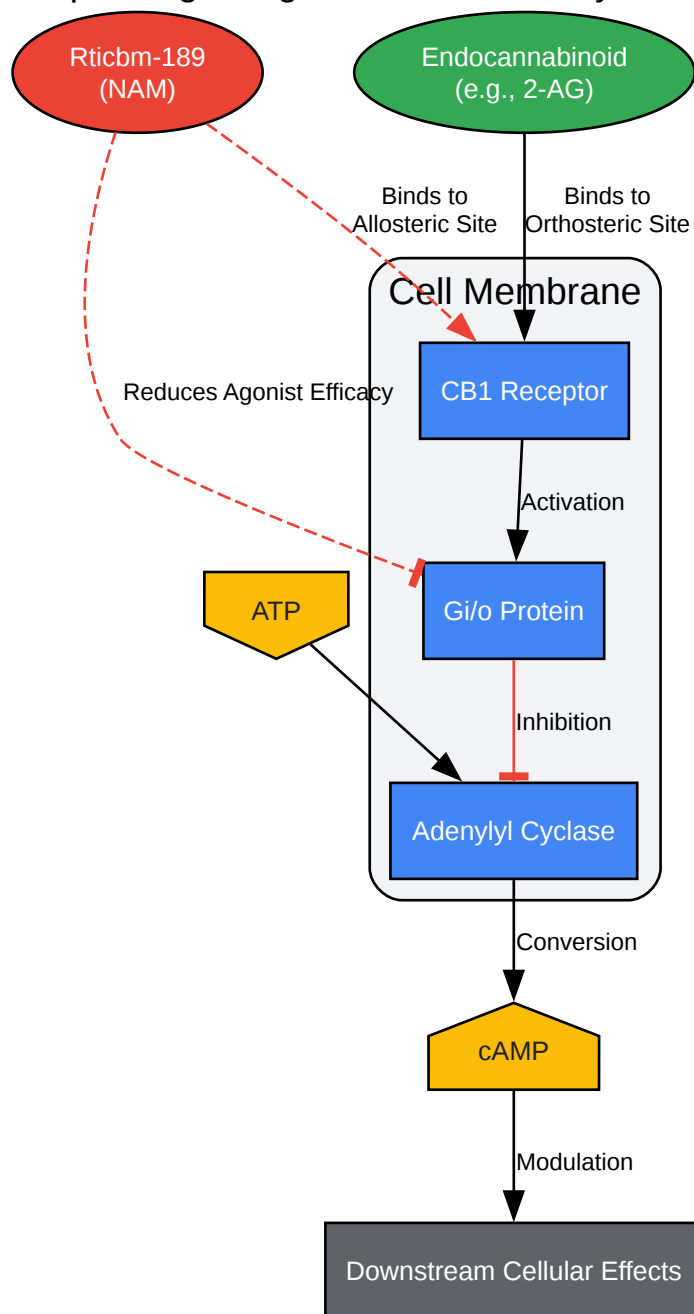 Rticbm-189
(NAM)
Endocannabinoid
(e.g., 2-AG)
Binds to
Allosteric Site
Binds to
Orthosteric Site
Cell Membrane
CB1 Receptor
Reduces Agonist Efficacy
Activation
ATP
Gi/o Protein
Inhibition
Adenylyl Cyclase
Conversion
cAMP
Modulation
Downstream Cellular Effects